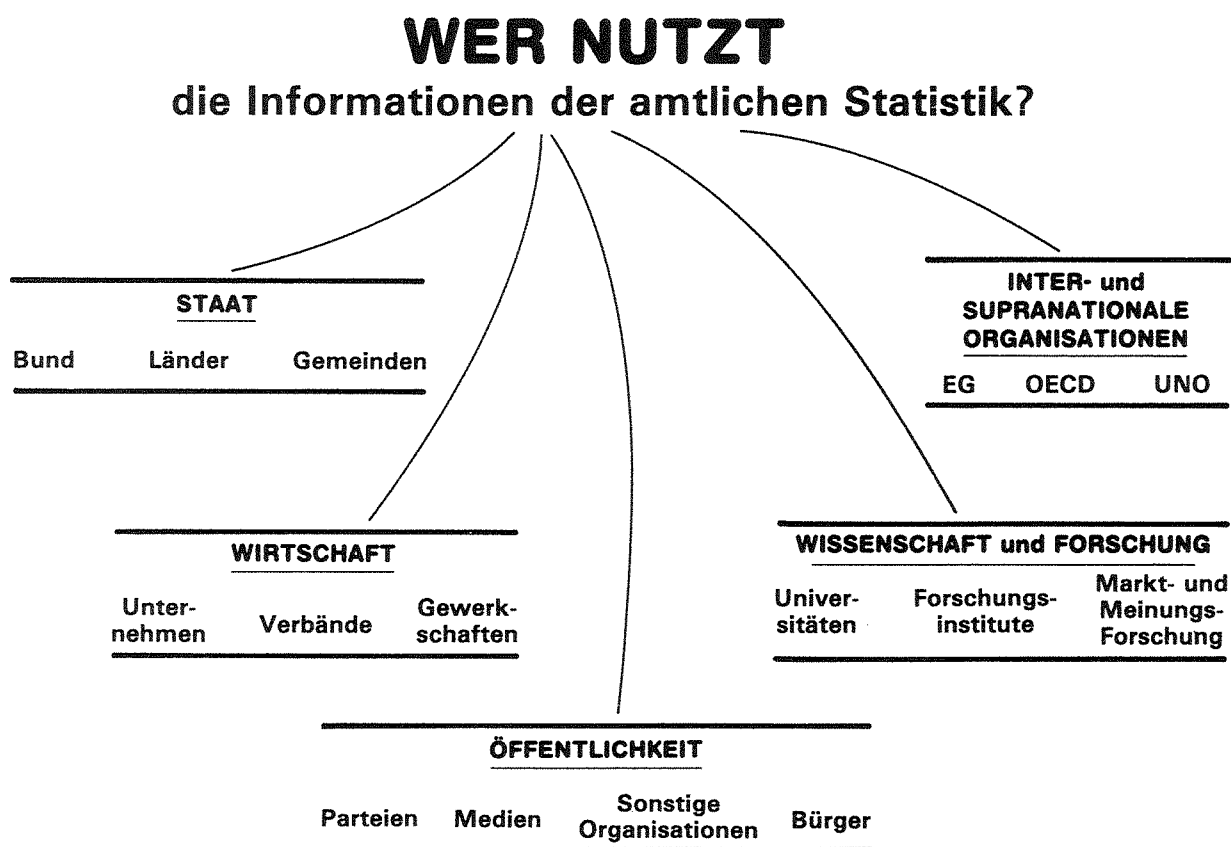 WER NUTZT
die Informationen der amtlichen Statistik?
STAAT
Bund Länder Gemeinden
INTER- und
SUPRANATIONALE
ORGANISATIONEN
EG OECD UNO
WIRTSCHAFT
Unter-
nehmen
Verbände
Gewerk-
schaften
WISSENSCHAFT und FORSCHUNG
Univer-
sitäten
Forschungs-
institute
Markt- und
Meinungs-
Forschung
ÖFFENTLICHKEIT
Parteien
Medien
Sonstige
Organisationen
Bürger